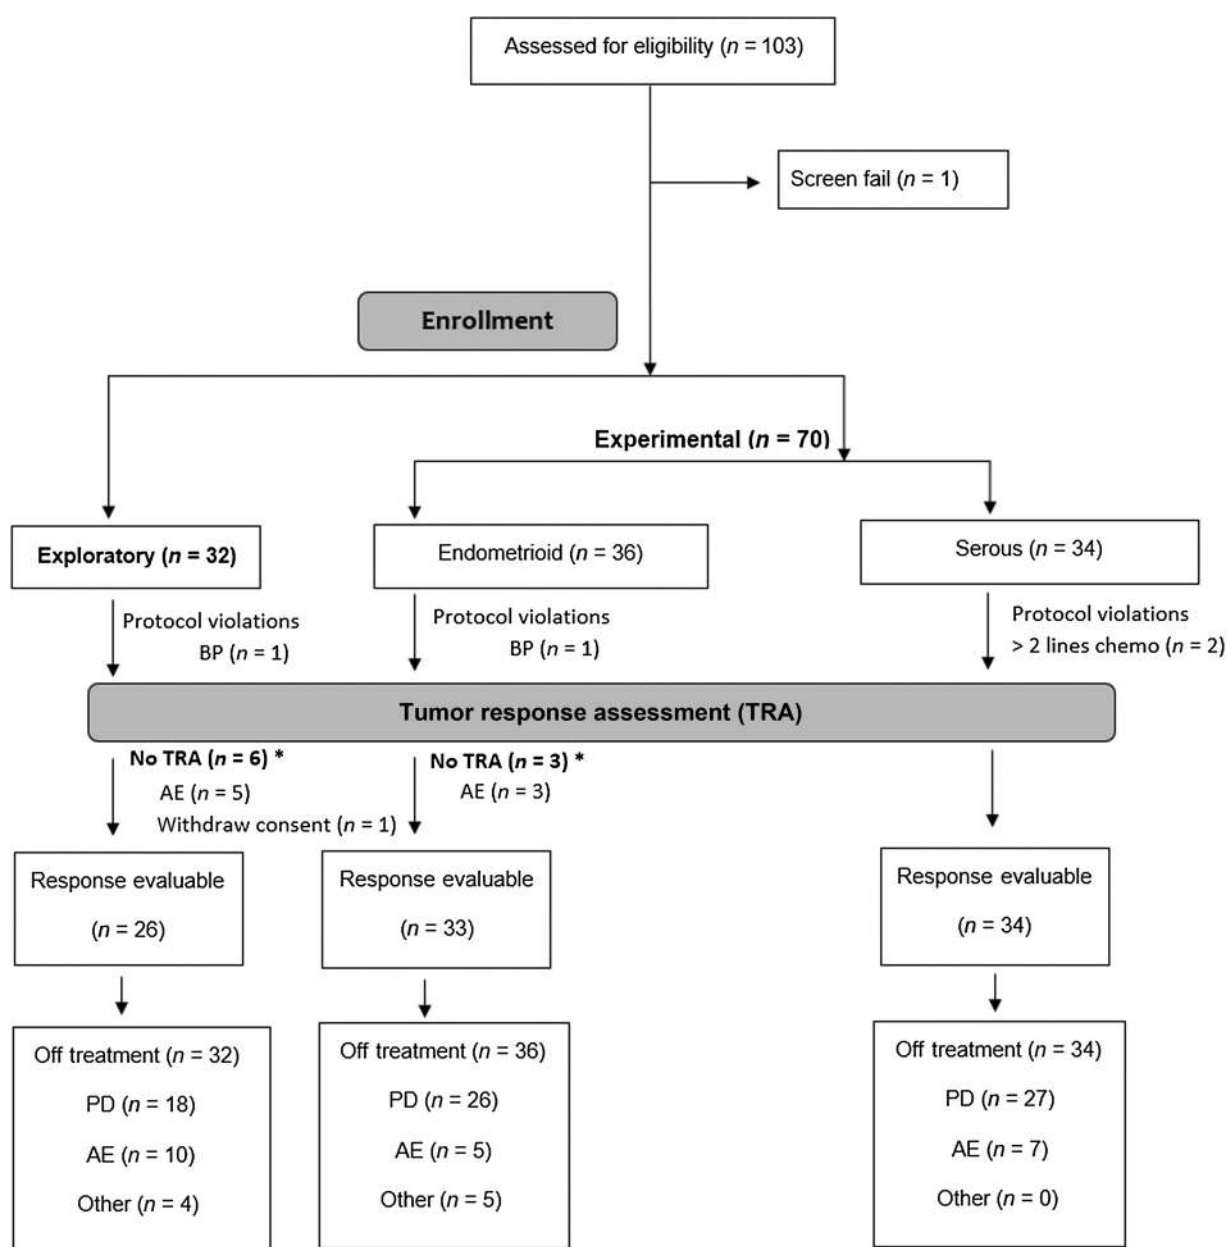 Assessed for eligibility (n = 103)
Screen fail (n = 1)
Enrollment
Experimental (n = 70)
Exploratory (n = 32)
Endometrioid (n = 36)
Serous (n = 34)
Protocol violations
BP (n = 1)
Protocol violations
BP (n = 1)
Protocol violations
> 2 lines chemo (n = 2)
Tumor response assessment (TRA)
No TRA (n = 6) *
AE (n = 5)
Withdraw consent (n = 1)
No TRA (n = 3) *
AE (n = 3)
Response evaluable
(n = 26)
Response evaluable
(n = 33)
Response evaluable
(n = 34)
Off treatment (n = 32)
PD (n = 18)
AE (n = 10)
Other (n = 4)
Off treatment (n = 36)
PD (n = 26)
AE (n = 5)
Other (n = 5)
Off treatment (n = 34)
PD (n = 27)
AE (n = 7)
Other (n = 0)